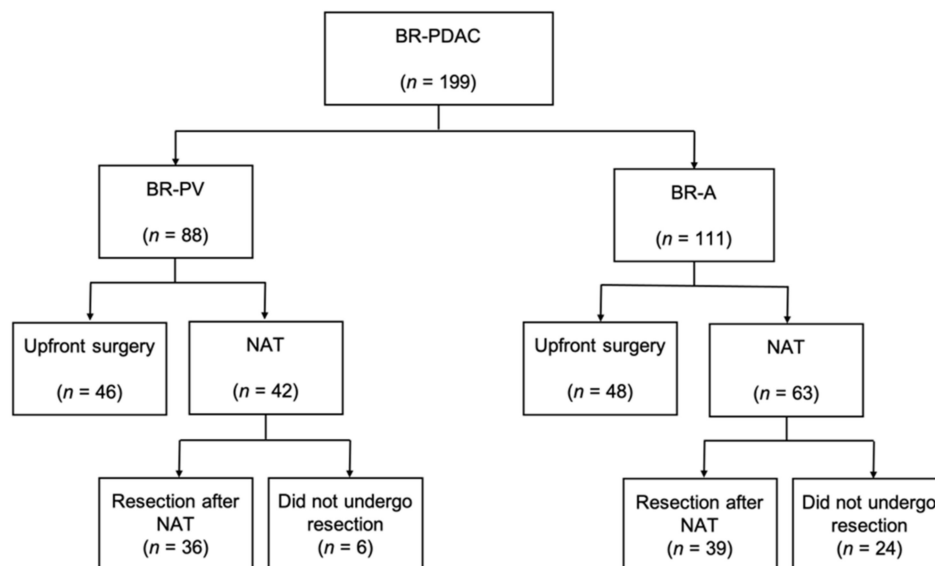 BR-PDAC
(n = 199)
BR-PV
(n = 88)
BR-A
(n = 111)
Upfront surgery
(n = 46)
NAT
(n = 42)
Upfront surgery
(n = 48)
NAT
(n = 63)
Resection after
NAT
(n = 36)
Did not undergo
resection
(n = 6)
Resection after
NAT
(n = 39)
Did not undergo
resection
(n = 24)